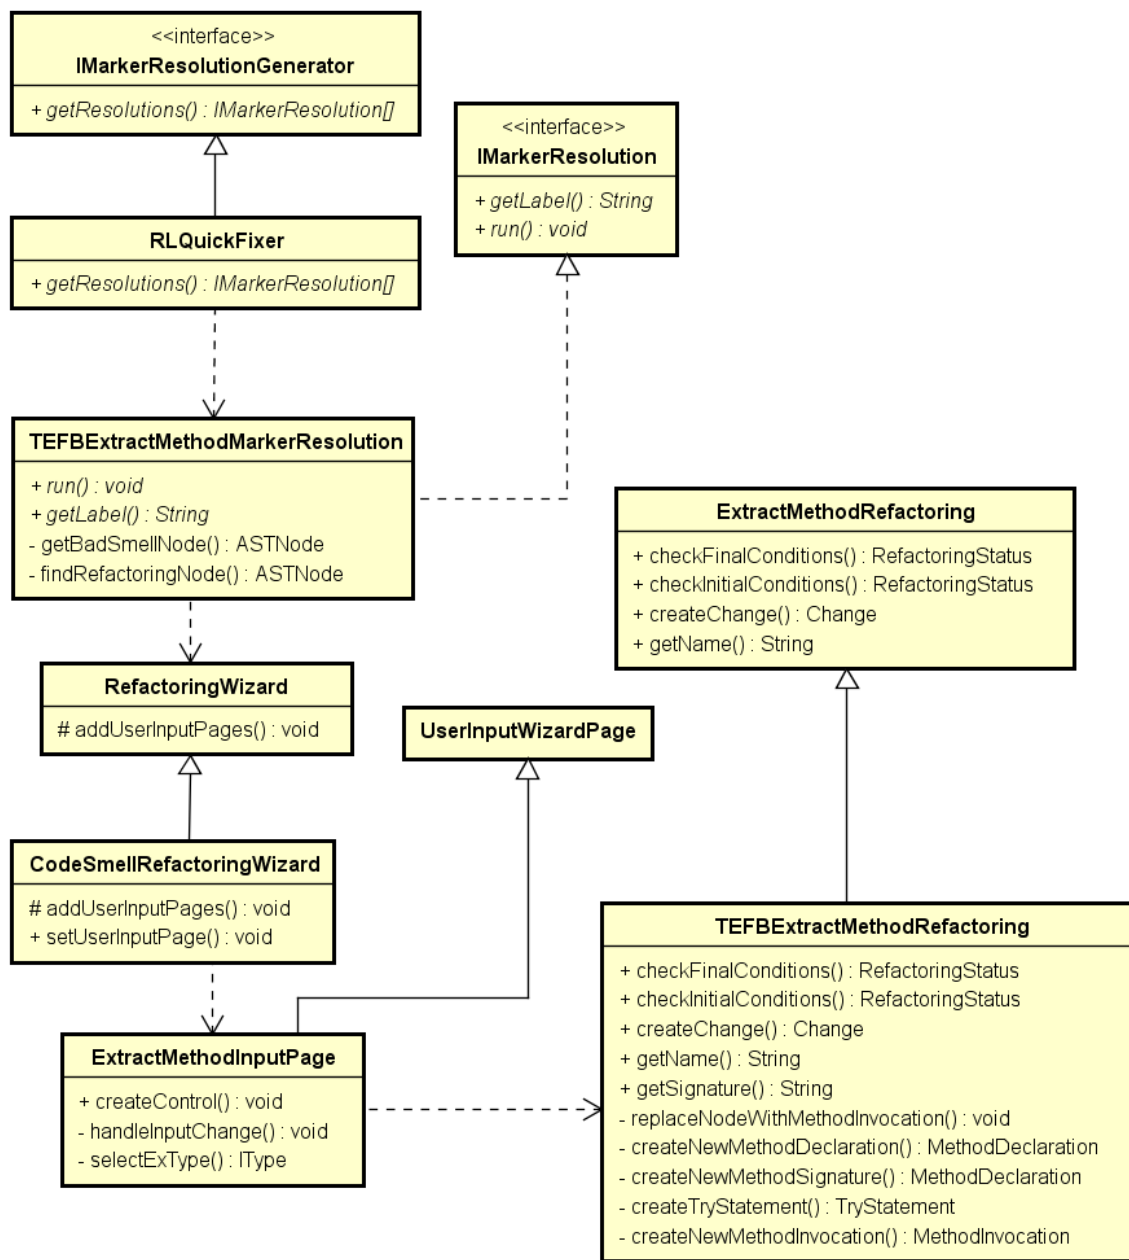 <<interface>>
IMarkerResolutionGenerator
+ getResolutions() : IMarkerResolution[]
<<interface>>
IMarkerResolution
+ getLabel() : String
+ run() : void
RLQuickFixer
+ getResolutions() : IMarkerResolution[]
TEFBExtractMethodMarkerResolution
+ run() : void
+ getLabel() : String
- getBadSmellNode() : ASTNode
- findRefactoringNode() : ASTNode
ExtractMethodRefactoring
+ checkFinalConditions() : RefactoringStatus
+ checkInitialConditions() : RefactoringStatus
+ createChange() : Change
+ getName() : String
RefactoringWizard
# addUserInputPages() : void
UserInputWizardPage
CodeSmellRefactoringWizard
# addUserInputPages() : void
+ setUserInputPage() : void
ExtractMethodInputPage
+ createControl() : void
- handleInputChange() : void
- selectExType() : IType
TEFBExtractMethodRefactoring
+ checkFinalConditions() : RefactoringStatus
+ checkInitialConditions() : RefactoringStatus
+ createChange() : Change
+ getName() : String
+ getSignature() : String
- replaceNodeWithMethodInvocation() : void
- createNewMethodDeclaration() : MethodDeclaration
- createNewMethodSignature() : MethodDeclaration
- createTryStatement() : TryStatement
- createNewMethodInvocation() : MethodInvocation